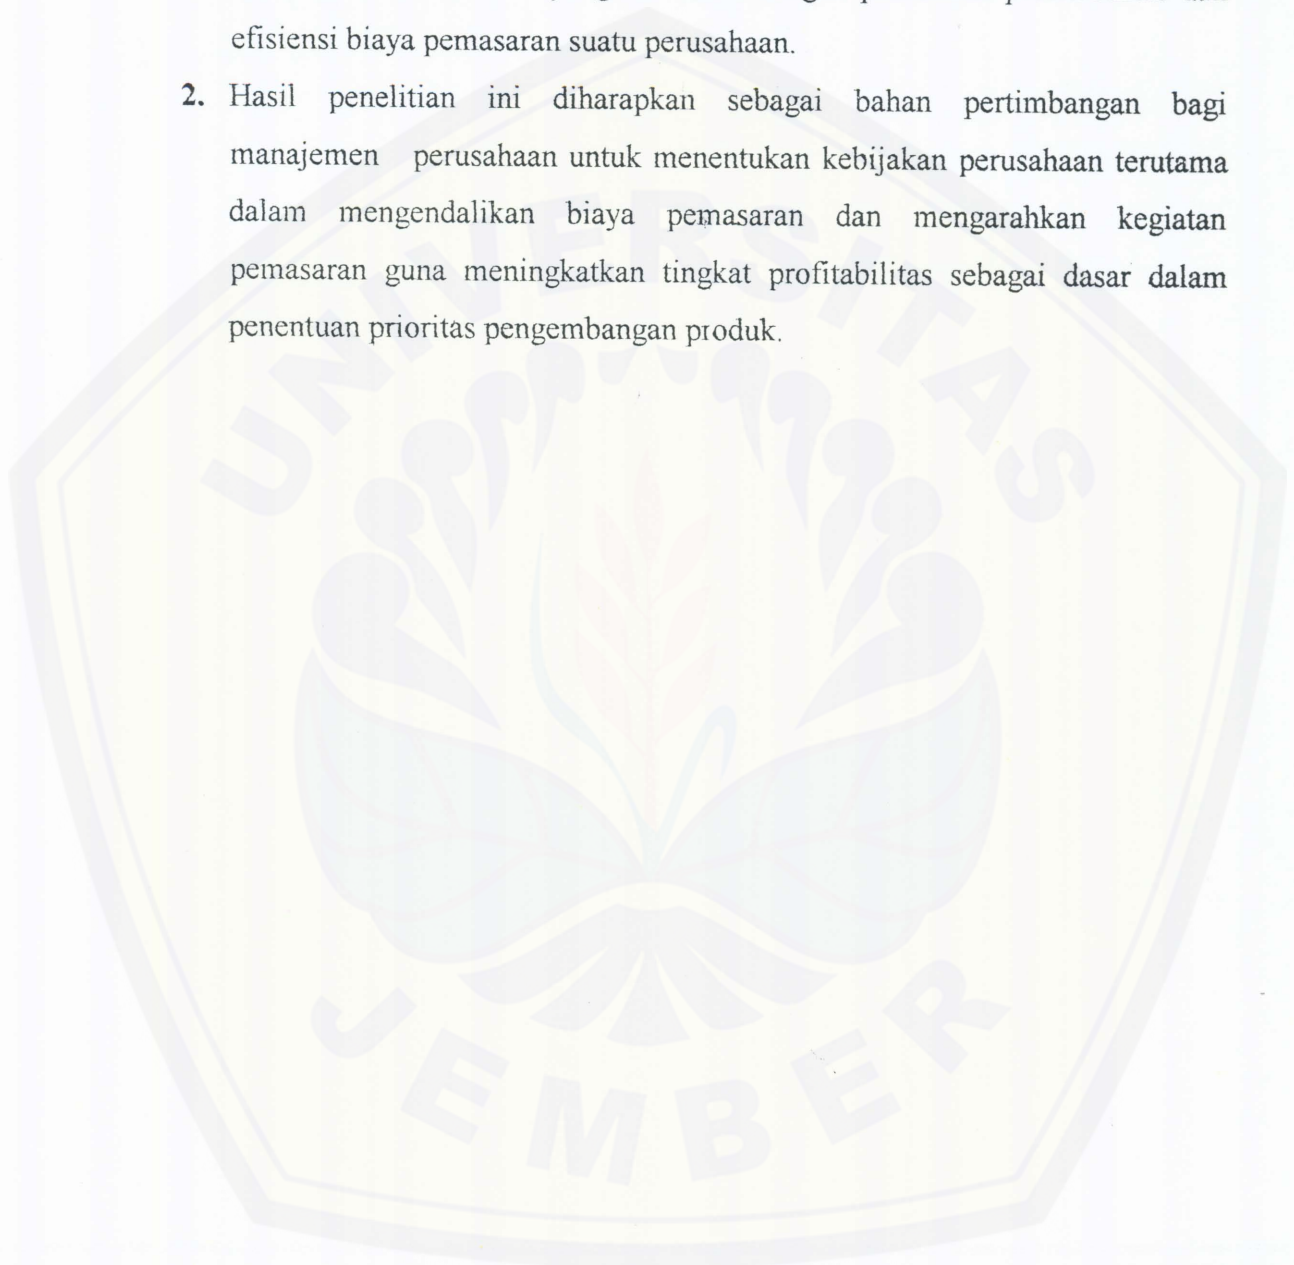 efisiensi biaya pemasaran suatu perusahaan.
2. Hasil penelitian ini diharapkan sebagai bahan pertimbangan bagi
manajemen perusahaan untuk menentukan kebijakan perusahaan terutama
dalam mengendalikan biaya pemasaran dan mengarahkan kegiatan
pemasaran guna meningkatkan tingkat profitabilitas sebagai dasar dalam
penentuan prioritas pengembangan produk.
UNIVERSITAS
JEMBER